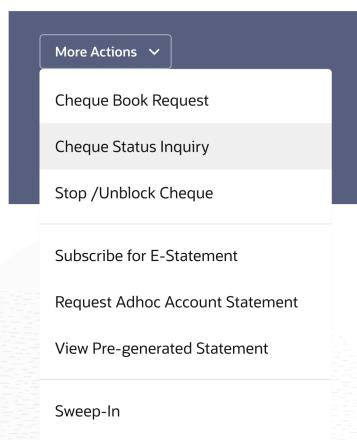 More Actions
Cheque Book Request
Cheque Status Inquiry
Stop /Unblock Cheque
Subscribe for E-Statement
Request Adhoc Account Statement
View Pre-generated Statement
Sweep-In